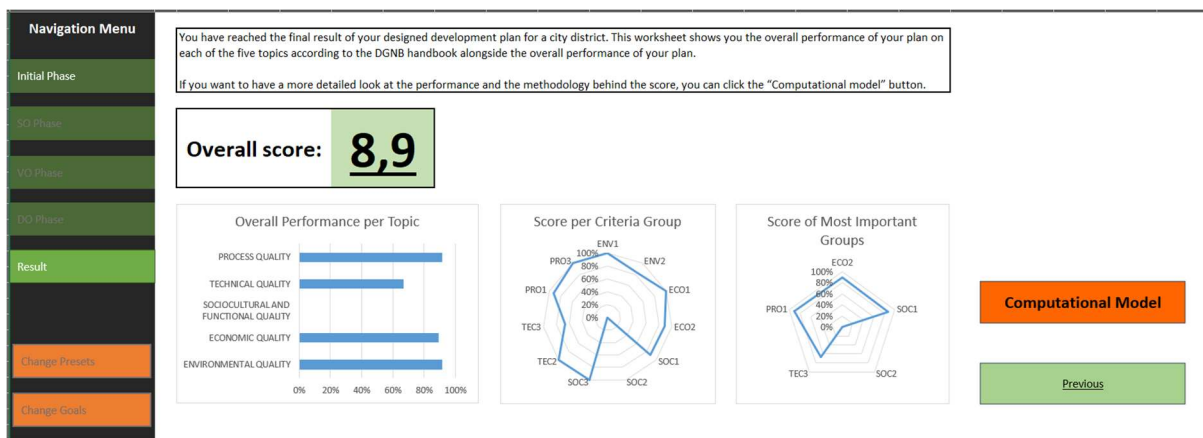 Navigation Menu
Initial Phase
SO Phase
VO Phase
DO Phase
Result
Change Presets
Change Goals
You have reached the final result of your designed development plan for a city district. This worksheet shows you the overall performance of your plan on
each of the five topics according to the DGNB handbook alongside the overall performance of your plan.
If you want to have a more detailed look at the performance and the methodology behind the score, you can click the “Computational model” button.
Overall score: 8,9
Overall Performance per Topic
PROCESS QUALITY
TECHNICAL QUALITY
SOCIOCULTURAL AND
FUNCTIONAL QUALITY
ECONOMIC QUALITY
ENVIRONMENTAL QUALITY
0% 20% 40% 60% 80% 100%
Score per Criteria Group
ENV1
ENV2
ECO1
ECO2
SOC1
SOC2
SOC3
TEC2
TEC3
PRO1
PRO3
100%
80%
60%
40%
20%
0%
Score of Most Important
Groups
ECO2
SOC1
SOC2
TEC3
PRO1
100%
80%
60%
40%
20%
0%
Computational Model
Previous